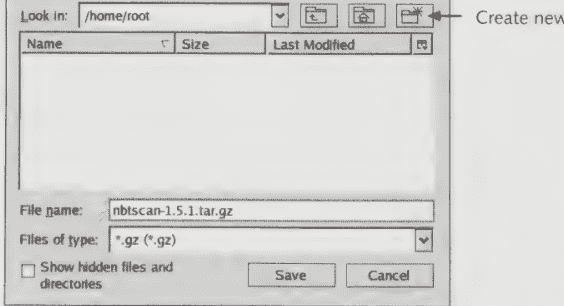 Look in: /home/root
Create new
Name Size Last Modified
File name: nbtscan-1.5.1.tar.gz
Files of type: *.gz (*.gz)
Show hidden files and
directories
Save Cancel